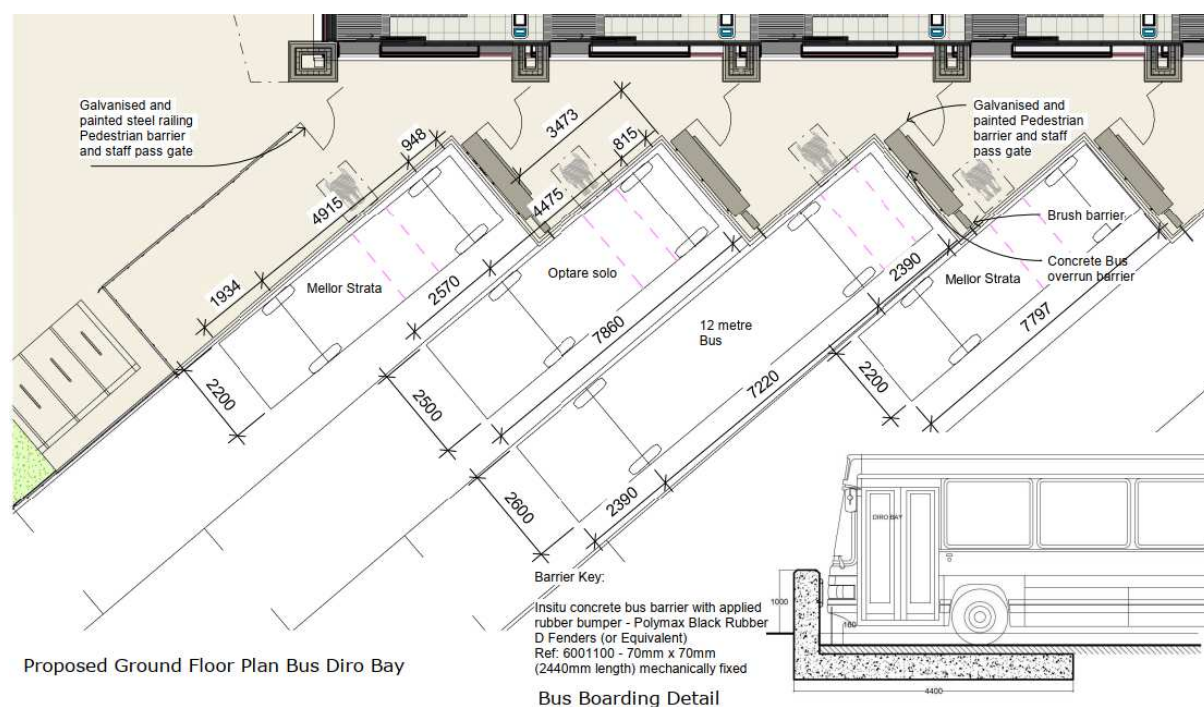 Galvanised and
painted steel railing
Pedestrian barrier
and staff pass gate
Galvanised and
painted Pedestrian
barrier and staff
pass gate
Brush barrier
Concrete Bus
overrun barrier
948
4915
1934
3473
815
4475
2570
7860
2390
7220
7797
2200
2500
2600
2390
2200
Mellor Strata
Optare solo
12 metre
Bus
Mellor Strata
DIRO BAY
1000
160
4400
Barrier Key:
Insitu concrete bus barrier with applied
rubber bumper - Polymax Black Rubber
D Fenders (or Equivalent)
Ref: 6001100 - 70mm x 70mm
(2440mm length) mechanically fixed
Proposed Ground Floor Plan Bus Diro Bay
Bus Boarding Detail